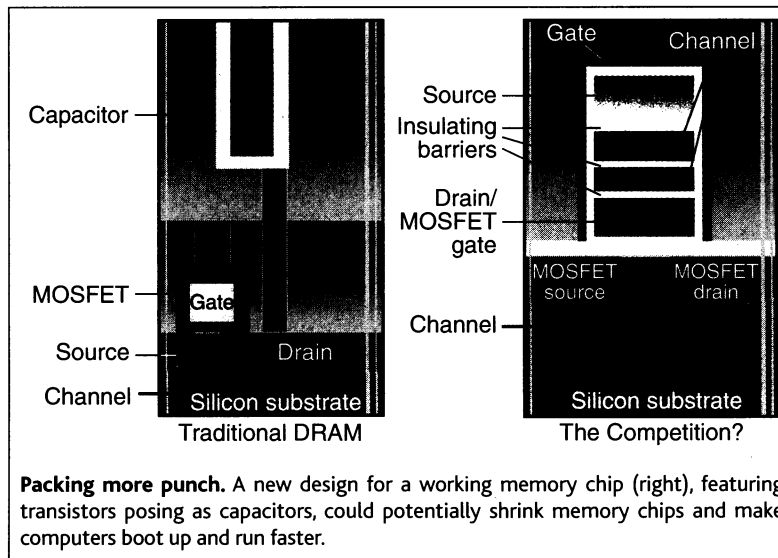 Capacitor
MOSFET
Gate
Source
Drain
Channel
Silicon substrate
Traditional DRAM
Gate
Channel
Source
Insulating
barriers
Drain/
MOSFET
gate
MOSFET
source
MOSFET
drain
Channel
Silicon substrate
The Competition?
Packing more punch. A new design for a working memory chip (right), featuring
transistors posing as capacitors, could potentially shrink memory chips and make
computers boot up and run faster.